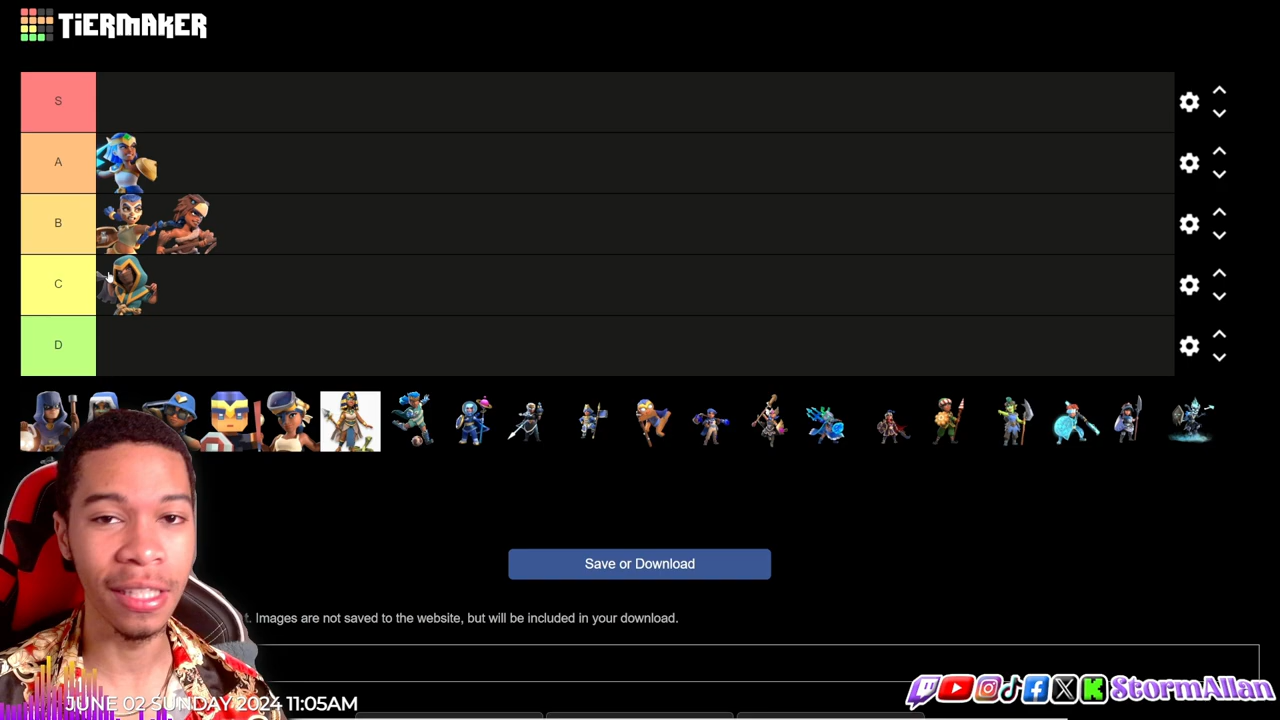 TiERMAKER
S
A
B
C
D
Save or Download
t. Images are not saved to the website, but will be included in your download.
JUNE 02 SUNDAY 2024 11:05AM
StormAllan